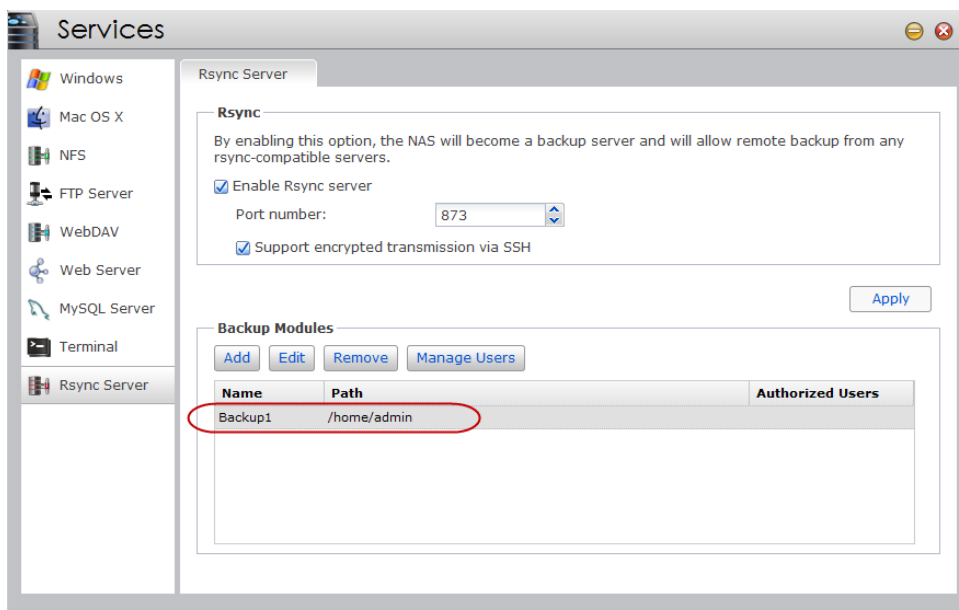 Services
Windows
Mac OS X
NFS
FTP Server
WebDAV
Web Server
MySQL Server
Terminal
Rsync Server
Rsync Server
Rsync
By enabling this option, the NAS will become a backup server and will allow remote backup from any
rsync-compatible servers.
Enable Rsync server
Port number: 873
Support encrypted transmission via SSH
Apply
Backup Modules
Add Edit Remove Manage Users
Name Path Authorized Users
Backup1 /home/admin